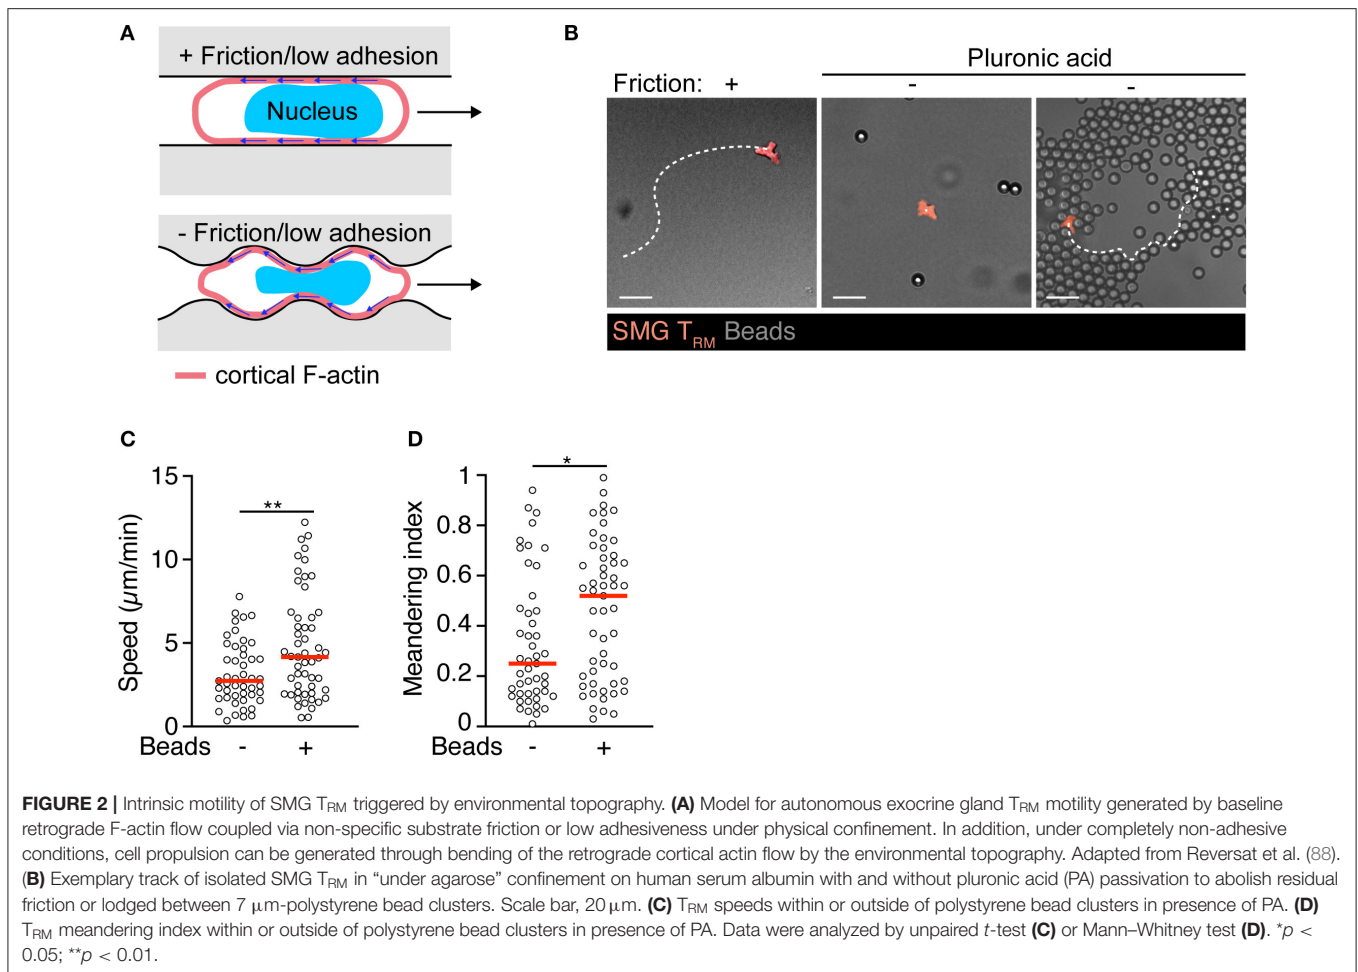 A
+ Friction/low adhesion
Nucleus
- Friction/low adhesion
cortical F-actin
B
Pluronic acid
Friction: + - -
SMG TRM Beads
C
15
10
5
0
Speed (µm/min)
**
Beads - +
D
1
0.8
0.6
0.4
0.2
0
Meandering index
*
Beads - +
FIGURE 2 | Intrinsic motility of SMG TRM triggered by environmental topography. (A) Model for autonomous exocrine gland TRM motility generated by baseline
retrograde F-actin flow coupled via non-specific substrate friction or low adhesiveness under physical confinement. In addition, under completely non-adhesive
conditions, cell propulsion can be generated through bending of the retrograde cortical actin flow by the environmental topography. Adapted from Reversat et al. (88).
(B) Exemplary track of isolated SMG TRM in “under agarose” confinement on human serum albumin with and without pluronic acid (PA) passivation to abolish residual
friction or lodged between 7 µm-polystyrene bead clusters. Scale bar, 20 µm. (C) TRM speeds within or outside of polystyrene bead clusters in presence of PA. (D)
TRM meandering index within or outside of polystyrene bead clusters in presence of PA. Data were analyzed by unpaired t-test (C) or Mann–Whitney test (D). *p <
0.05; **p < 0.01.